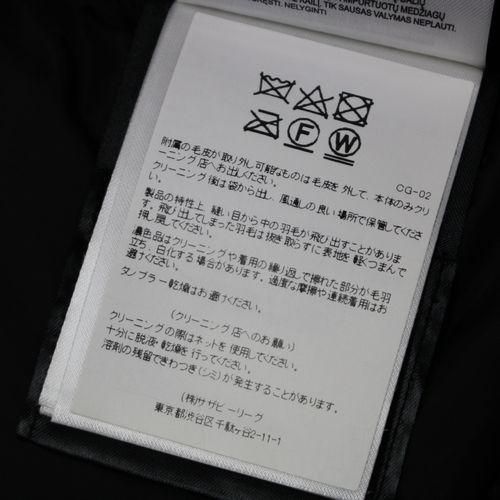 IMPORTUOTŲ MEDŽIAGŲ
NELYGINTI TIK SAUSAS VALYMAS NEPLAUTI.
F W
CG-02
附属の毛皮が取り外し可能なものは毛皮を外して、本体のみクリ
ーニング店へお出しください。
クリーニング後は袋から出し、風通しの良い場所で保管してくださ
い。
製品の特性上、縫い目から中の羽毛が飛び出すことがありま
す。飛び出してしまった羽毛は抜き取らずに表地を軽くつまんで
押し戻してください。
濃色品はクリーニングや着用の繰り返しで擦れた部分が毛羽
立ち、白化する場合があります。過度な摩擦や連続着用はお
避けください。
タンブラー乾燥はお避けください。
(クリーニング店へのお願い)
クリーニングの際はネットを使用してください。
十分に脱液・乾燥を行ってください。
溶剤の残留できわつき(シミ)が発生することがあります。
(株)サザビーリーグ
東京都渋谷区千駄ヶ谷2-11-1